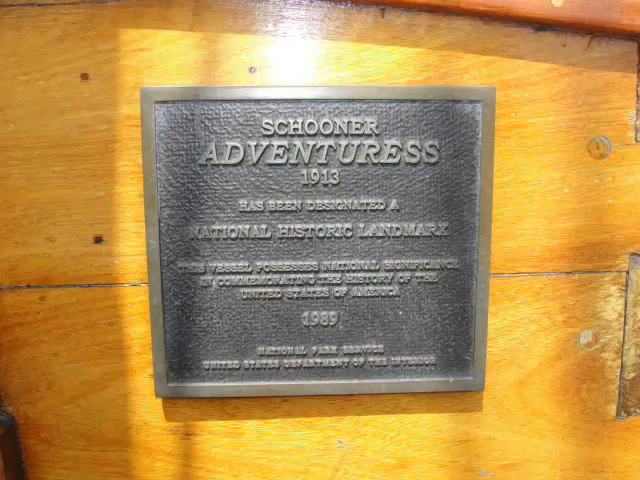 SCHOONER
ADVENTURESS
1913
HAS BEEN DESIGNATED A
NATIONAL HISTORIC LANDMARK
THIS VESSEL POSSESSES NATIONAL SIGNIFICANCE
IN COMMEMORATING THE HISTORY OF THE
UNITED STATES OF AMERICA
1989
NATIONAL PARK SERVICE
UNITED STATES DEPARTMENT OF THE INTERIOR